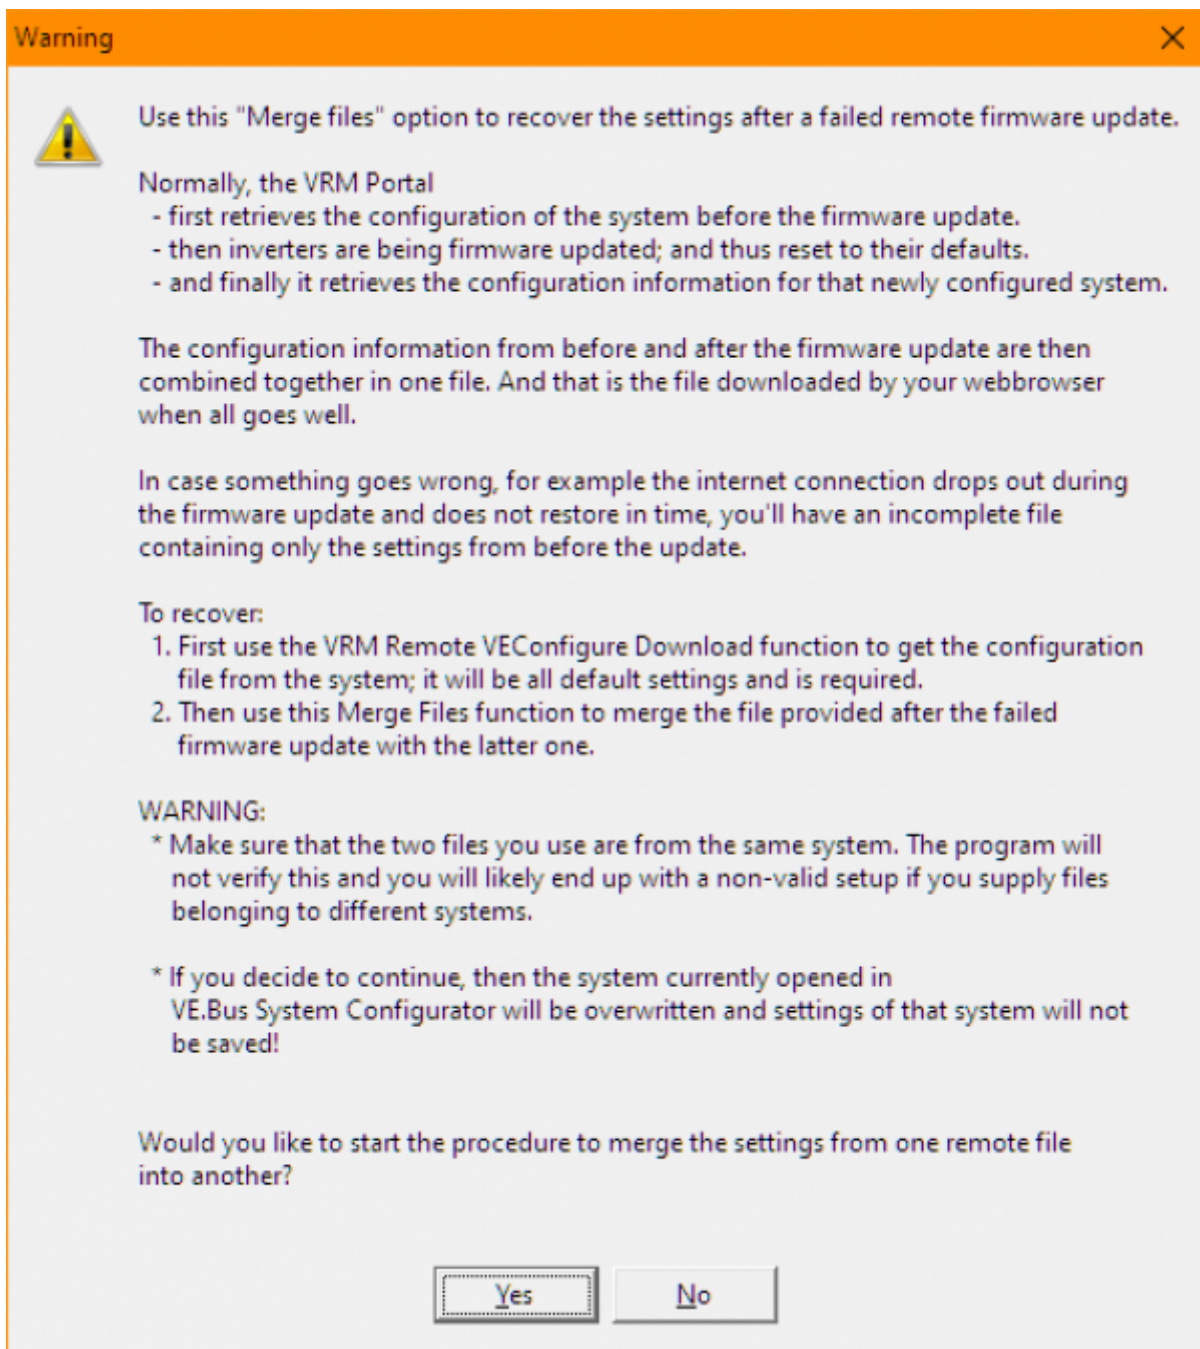 Warning
Use this "Merge files" option to recover the settings after a failed remote firmware update.
Normally, the VRM Portal
- first retrieves the configuration of the system before the firmware update.
- then inverters are being firmware updated; and thus reset to their defaults.
- and finally it retrieves the configuration information for that newly configured system.
The configuration information from before and after the firmware update are then
combined together in one file. And that is the file downloaded by your webbrowser
when all goes well.
In case something goes wrong, for example the internet connection drops out during
the firmware update and does not restore in time, you'll have an incomplete file
containing only the settings from before the update.
To recover:
1. First use the VRM Remote VEConfigure Download function to get the configuration
file from the system; it will be all default settings and is required.
2. Then use this Merge Files function to merge the file provided after the failed
firmware update with the latter one.
WARNING:
* Make sure that the two files you use are from the same system. The program will
not verify this and you will likely end up with a non-valid setup if you supply files
belonging to different systems.
* If you decide to continue, then the system currently opened in
VE.Bus System Configurator will be overwritten and settings of that system will not
be saved!
Would you like to start the procedure to merge the settings from one remote file
into another?
Yes No